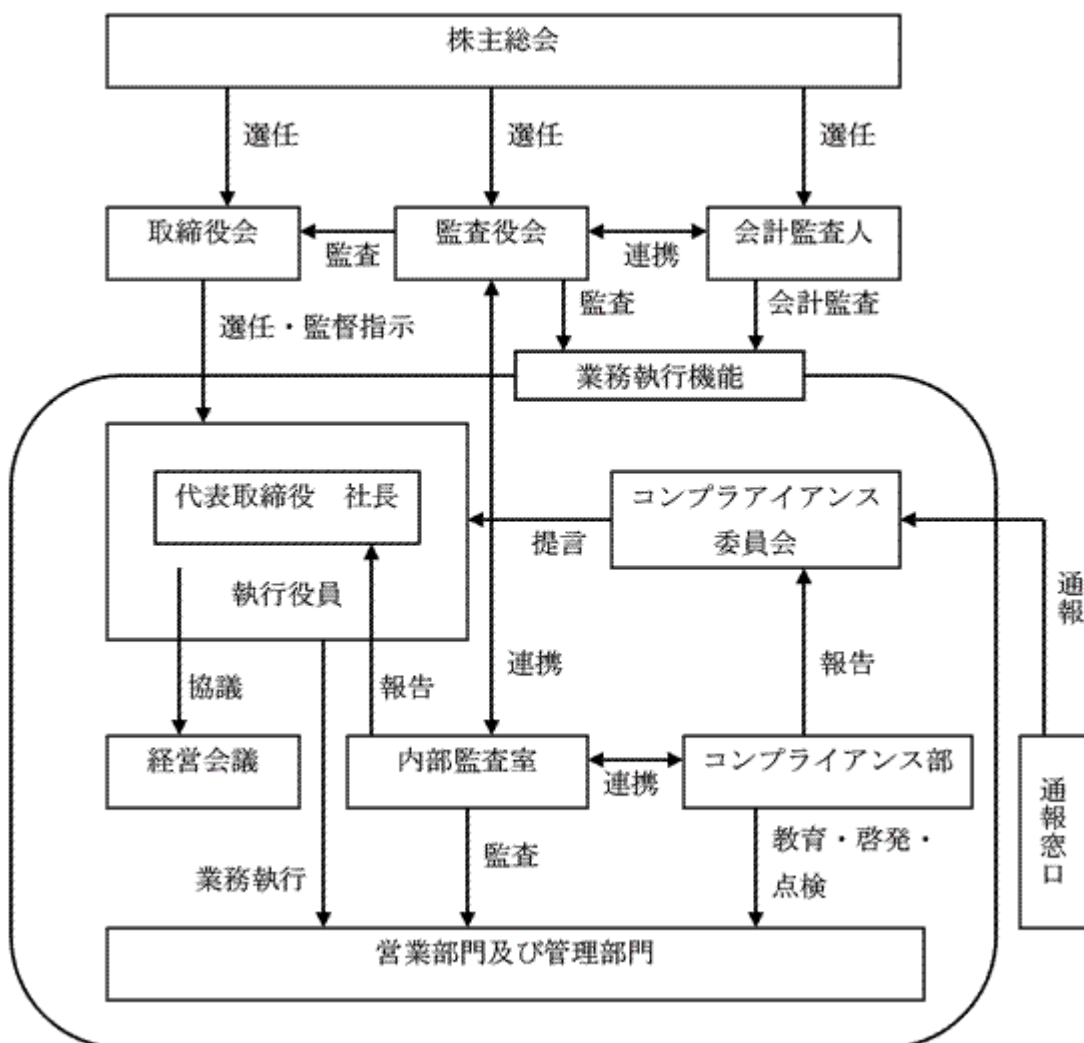 株主総会
選任
選任
選任
取締役会
監査役会
会計監査人
監査
連携
選任・監督指示
監査
会計監査
業務執行機能
代表取締役　社長
コンプラアイアンス
委員会
提言
執行役員
通報
協議
報告
連携
報告
経営会議
内部監査室
コンプライアンス部
連携
通報窓口
業務執行
監査
教育・啓発・
点検
営業部門及び管理部門